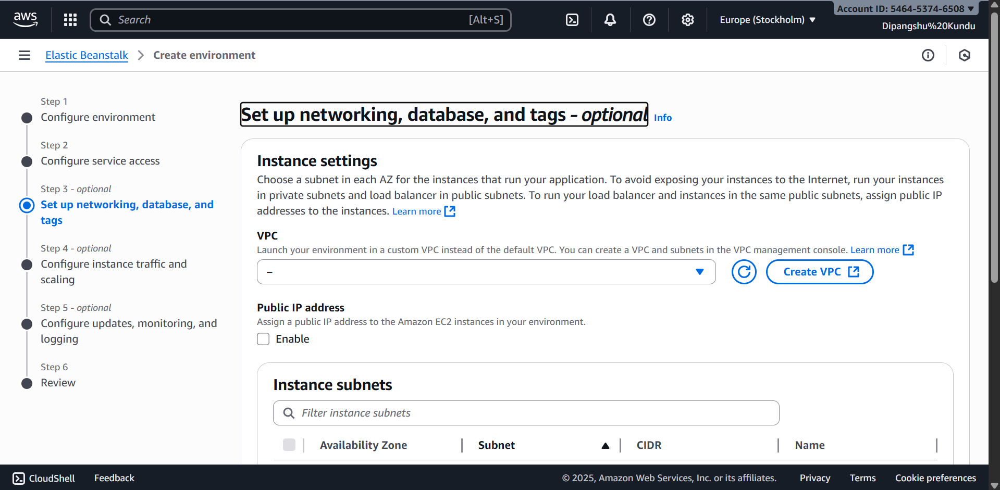 aws
Search
[Alt+S]
Europe (Stockholm)
Account ID: 5464-5374-6508
Dipangshu%20Kundu
Elastic Beanstalk
Create environment
Step 1
Configure environment
Step 2
Configure service access
Step 3 - optional
Set up networking, database, and
tags
Step 4 - optional
Configure instance traffic and
scaling
Step 5 - optional
Configure updates, monitoring, and
logging
Step 6
Review
Set up networking, database, and tags - optional Info
Instance settings
Choose a subnet in each AZ for the instances that run your application. To avoid exposing your instances to the Internet, run your instances
in private subnets and load balancer in public subnets. To run your load balancer and instances in the same public subnets, assign public IP
addresses to the instances. Learn more
VPC
Launch your environment in a custom VPC instead of the default VPC. You can create a VPC and subnets in the VPC management console. Learn more
–
Create VPC
Public IP address
Assign a public IP address to the Amazon EC2 instances in your environment.
Enable
Instance subnets
Filter instance subnets
Availability Zone
Subnet
CIDR
Name
CloudShell
Feedback
© 2025, Amazon Web Services, Inc. or its affiliates.
Privacy
Terms
Cookie preferences